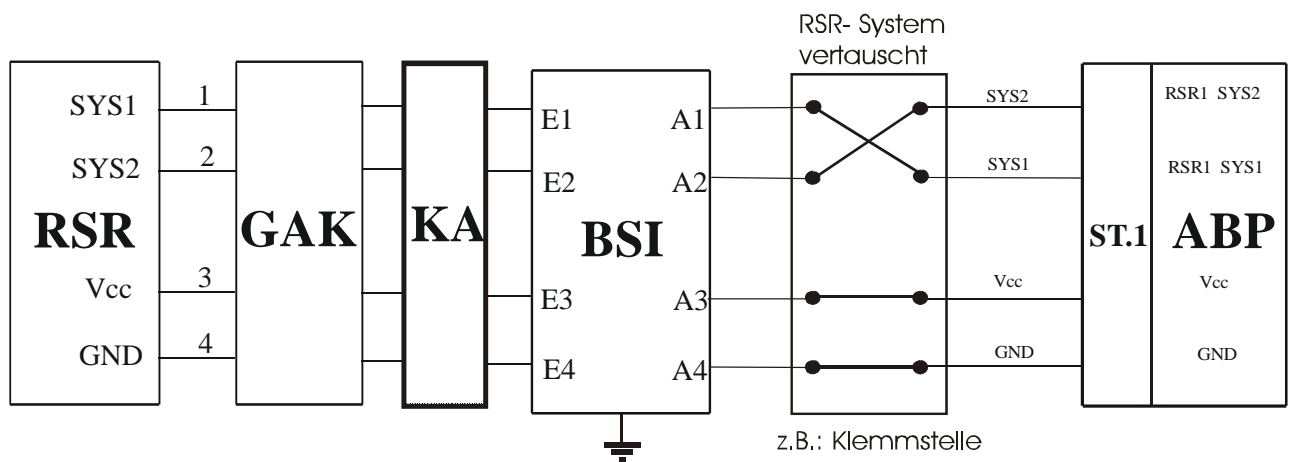 RSR- System
vertauscht
SYS1 1
SYS2 2
RSR
Vcc 3
GND 4
GAK
KA
E1 A1
E2 A2
BSI
E3 A3
E4 A4
SYS2
SYS1
Vcc
GND
z.B.: Klemmstelle
ST.1
RSR1 SYS2
RSR1 SYS1
ABP
Vcc
GND